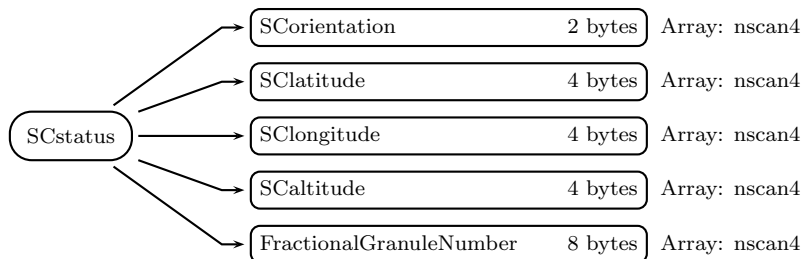 SCorientation 2 bytes Array: nscan4
SClatitude 4 bytes Array: nscan4
SCstatus
SClongitude 4 bytes Array: nscan4
SCaltitude 4 bytes Array: nscan4
FractionalGranuleNumber 8 bytes Array: nscan4